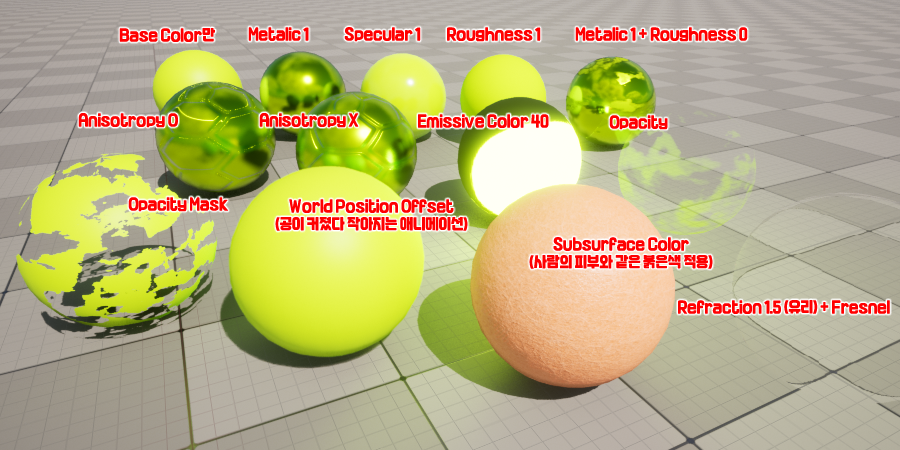 Base Color만
Metalic 1
Specular 1
Roughness 1
Metalic 1 + Roughness 0
Anisotropy 0
Anisotropy X
Emissive Color 40
Opacity
Opacity Mask
World Position Offset
(공이 커졌다 작아지는 애니메이션)
Subsurface Color
(사람의 피부와 같은 붉은색 적용)
Refraction 1.5 (유리) + Fresnel